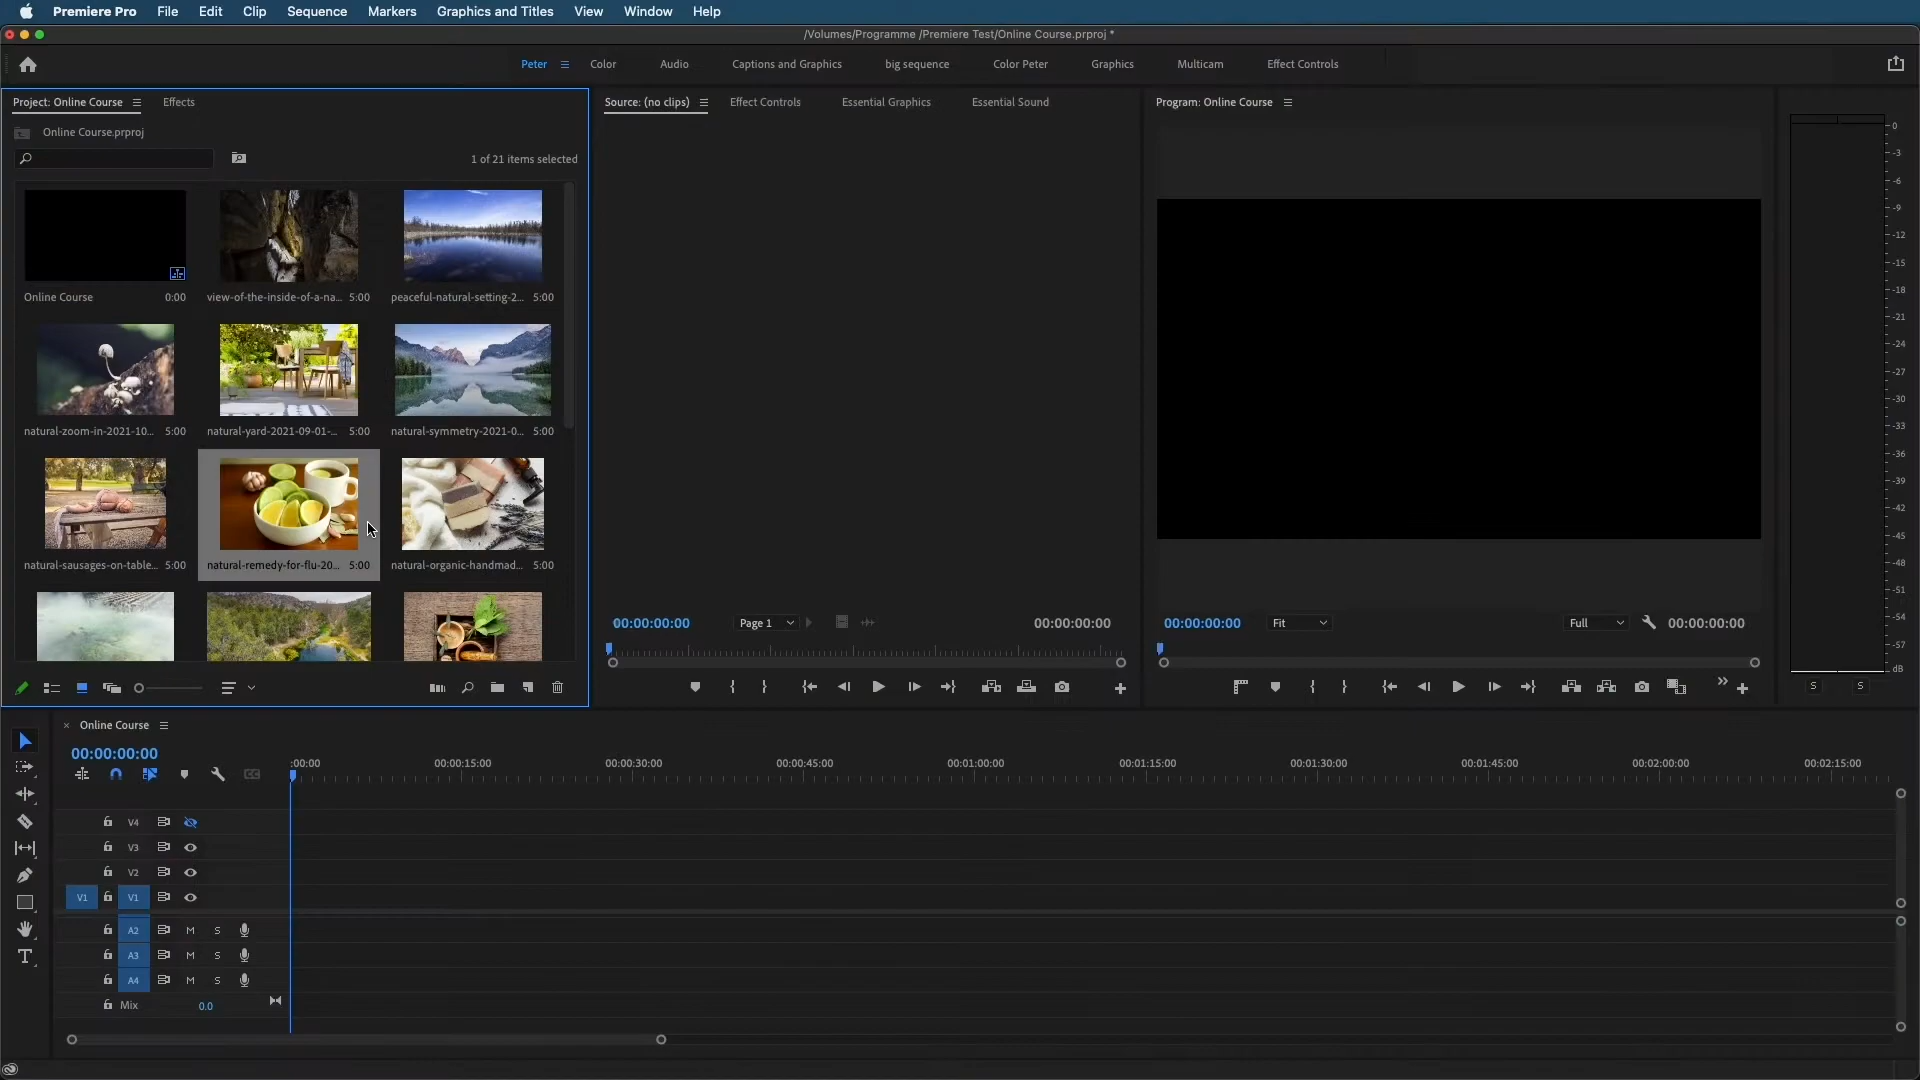 Premiere Pro File Edit Clip Sequence Markers Graphics and Titles View Window Help
/Volumes/Programme /Premiere Test/Online Course.prproj *
Peter Color Audio Captions and Graphics big sequence Color Peter Graphics Multicam Effect Controls
Project: Online Course Effects
Source: (no clips) Effect Controls Essential Graphics Essential Sound
Program: Online Course
Online Course.prproj
1 of 21 items selected
Online Course 0:00
view-of-the-inside-of-a-na... 5:00
peaceful-natural-setting-2... 5:00
natural-zoom-in-2021-10... 5:00
natural-yard-2021-09-01-... 5:00
natural-symmetry-2021-0... 5:00
natural-sausages-on-table... 5:00
natural-remedy-for-flu-20... 5:00
natural-organic-handmad... 5:00
00:00:00:00 Page 1 00:00:00:00
00:00:00:00 Fit Full 00:00:00:00
0
-3
-6
-9
-12
-15
-18
-21
-24
-27
-30
-33
-36
-39
-42
-45
-48
-51
-54
-57
dB
S S
Online Course
00:00:00:00
:00:00 00:00:15:00 00:00:30:00 00:00:45:00 00:01:00:00 00:01:15:00 00:01:30:00 00:01:45:00 00:02:00:00 00:02:15:00
V4
V3
V2
V1 V1
A2 M S
A3 M S
A4 M S
Mix 0.0